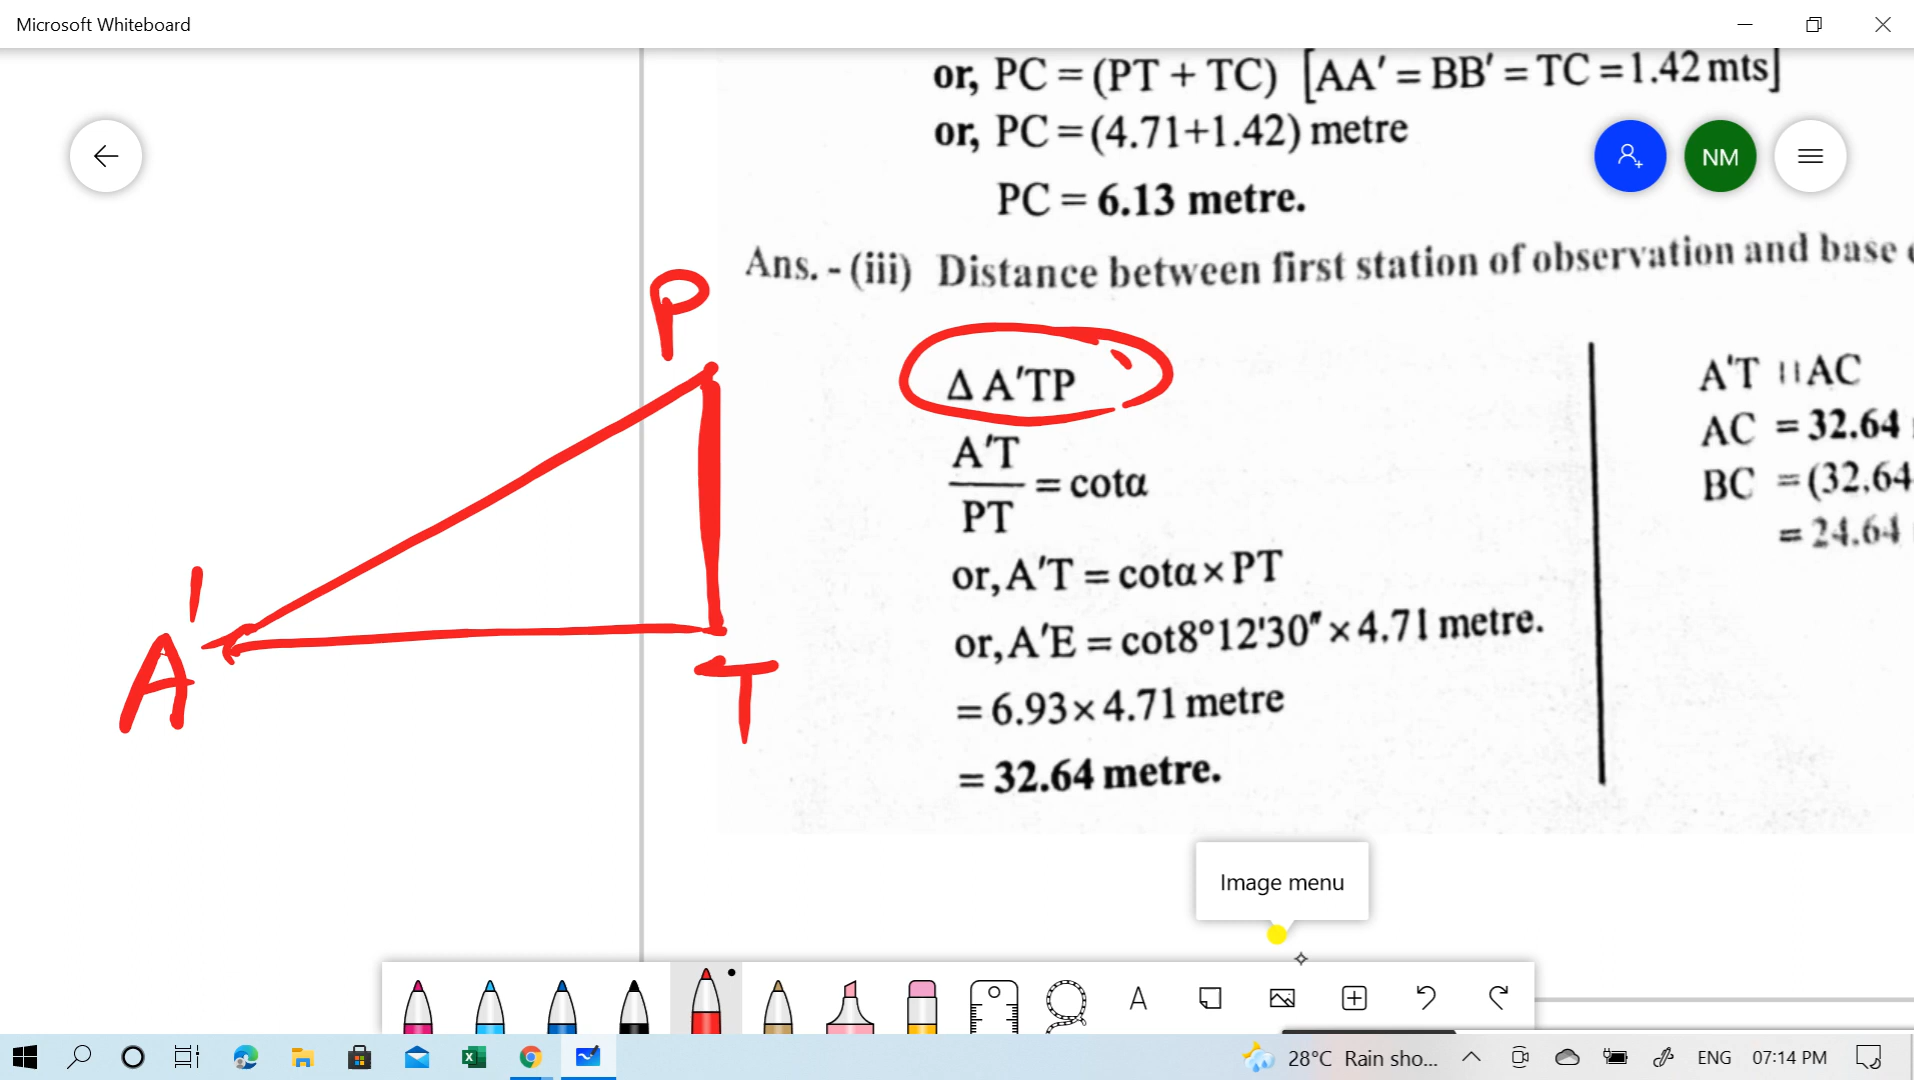 Microsoft Whiteboard
or, PC = (PT + TC) [AA′ = BB′ = TC = 1.42 mts]
or, PC = (4.71+1.42) metre
PC = 6.13 metre.
NM
Ans. - (iii) Distance between first station of observation and base
P
A'
T
Δ A′TP
A′T
PT
= cotα
or, A′T = cotα × PT
or, A′E = cot8°12'30″ × 4.71 metre.
= 6.93 × 4.71 metre
= 32.64 metre.
A'T ||AC
AC = 32.64
BC = (32.64
= 24.64
Image menu
A
28°C Rain sho...
ENG
07:14 PM